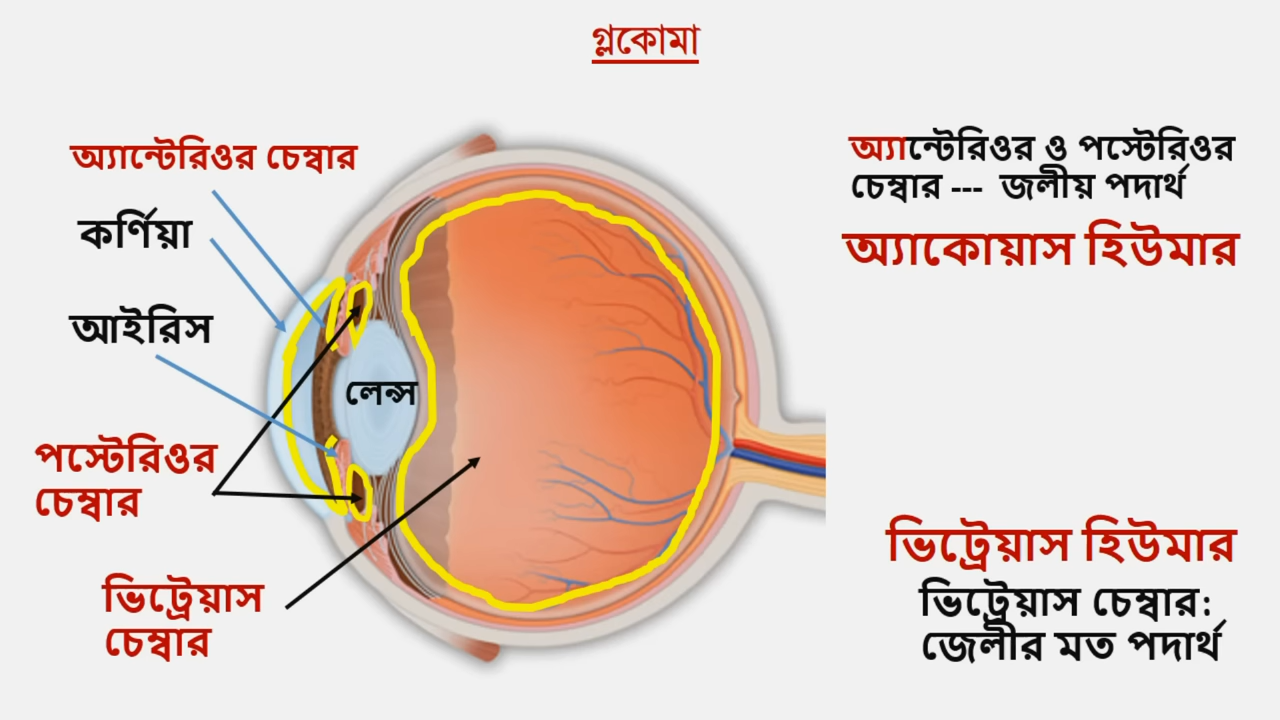 গ্লকোমা
অ্যান্টেরিওর চেম্বার
কর্ণিয়া
আইরিস
লেন্স
পস্টেরিওর
চেম্বার
ভিট্রেয়াস
চেম্বার
অ্যান্টেরিওর ও পস্টেরিওর
চেম্বার --- জলীয় পদার্থ
অ্যাকোয়াস হিউমার
ভিট্রেয়াস হিউমার
ভিট্রেয়াস চেম্বার:
জেলীর মত পদার্থ